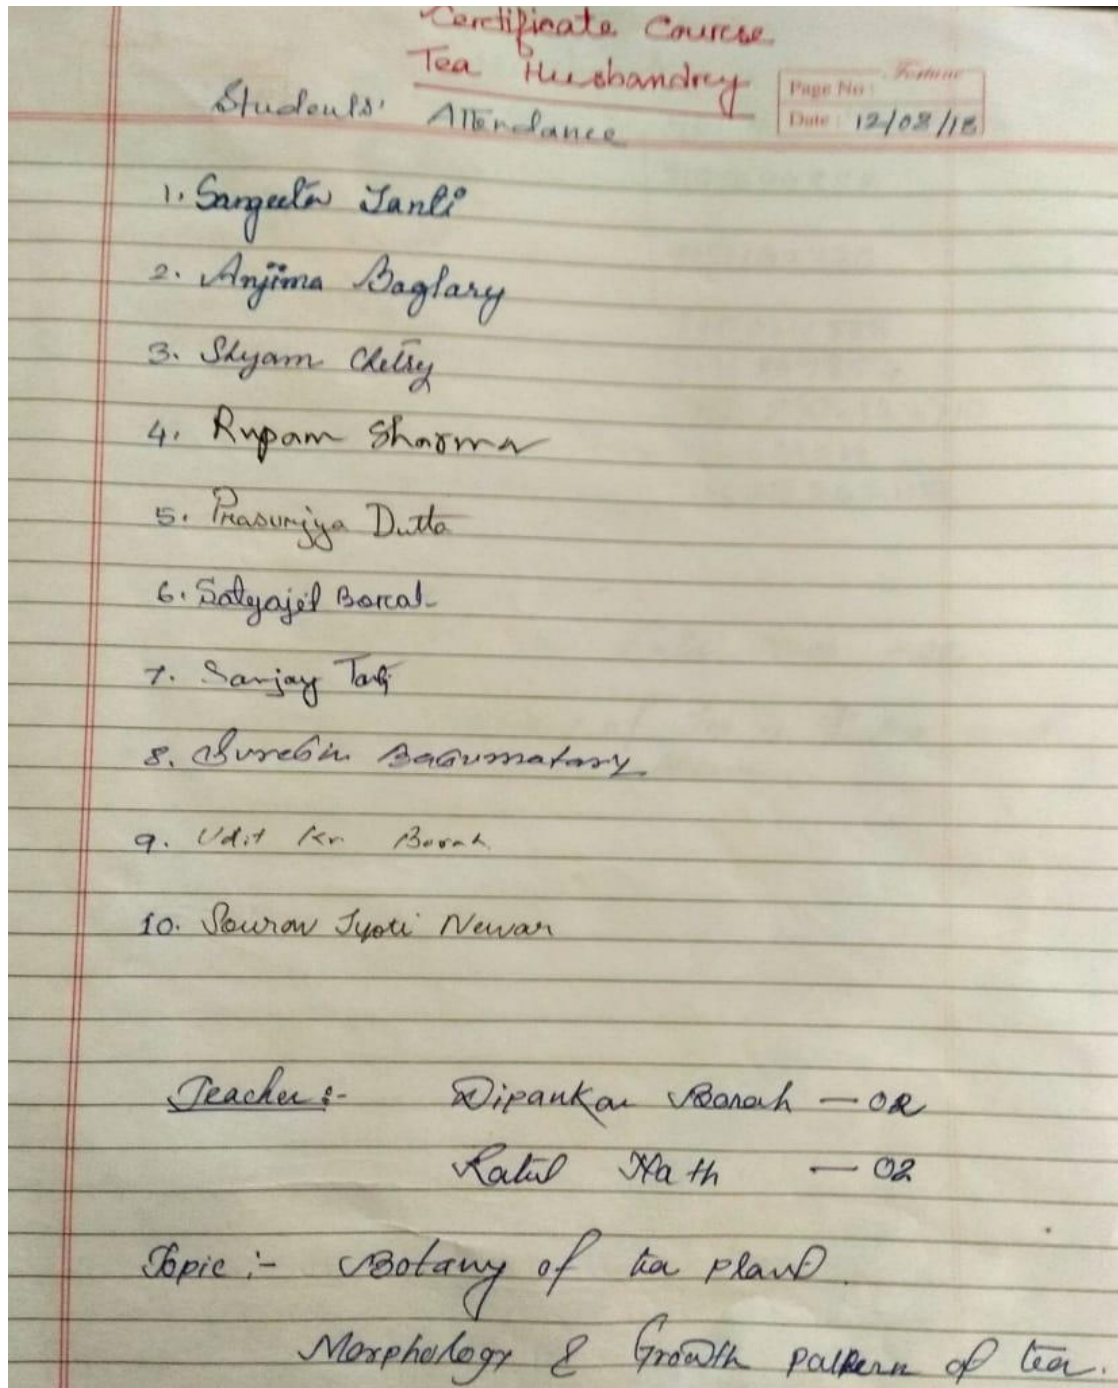 Certificate Course
Tea Husbandry
Fortune
Page No :
Students' Attendance
Date : 12/08/18
1. Sangeeta Tanti
2. Anjima Baglary
3. Shyam Chetry
4. Rupam Sharma
5. Prasurjya Dutta
6. Satyajit Borah
7. Sanjay
8. Basumatary
9. Udit Kr. Borah
10. Sourav Jyoti Newar
Teacher :- Dipankar Borah — 02
Ratul Nath — 02
Topic :- Botany of tea plant.
Morphology & Growth pattern of tea.